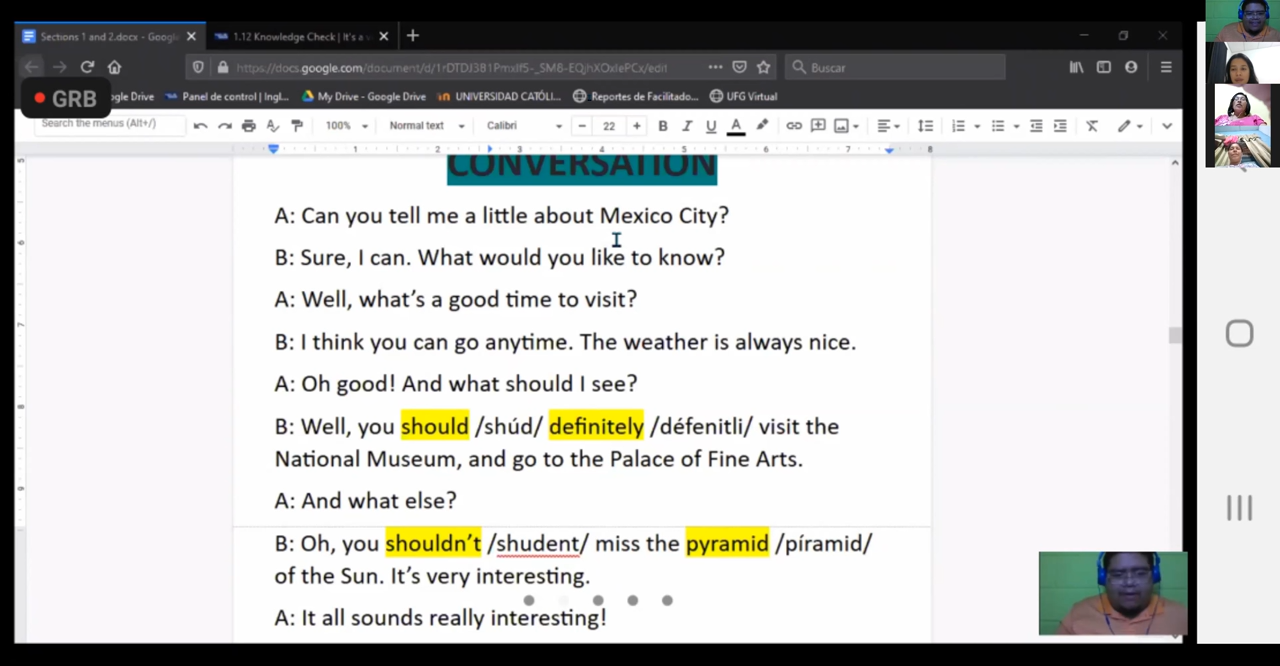 Sections 1 and 2.docx - Google
1.12 Knowledge Check | It's a
https://docs.google.com/document/d/
Buscar
GRB
gle Drive
Panel de control | Ingl...
My Drive - Google Drive
UNIVERSIDAD CATÓLI...
Reportes de Facilitado...
UFG Virtual
Search the menus (Alt+/)
100%
Normal text
Calibri
22
CONVERSATION
A: Can you tell me a little about Mexico City?
B: Sure, I can. What would you like to know?
A: Well, what's a good time to visit?
B: I think you can go anytime. The weather is always nice.
A: Oh good! And what should I see?
B: Well, you should /shúd/ definitely /défenitli/ visit the
National Museum, and go to the Palace of Fine Arts.
A: And what else?
B: Oh, you shouldn't /shudent/ miss the pyramid /píramid/
of the Sun. It's very interesting.
A: It all sounds really interesting!